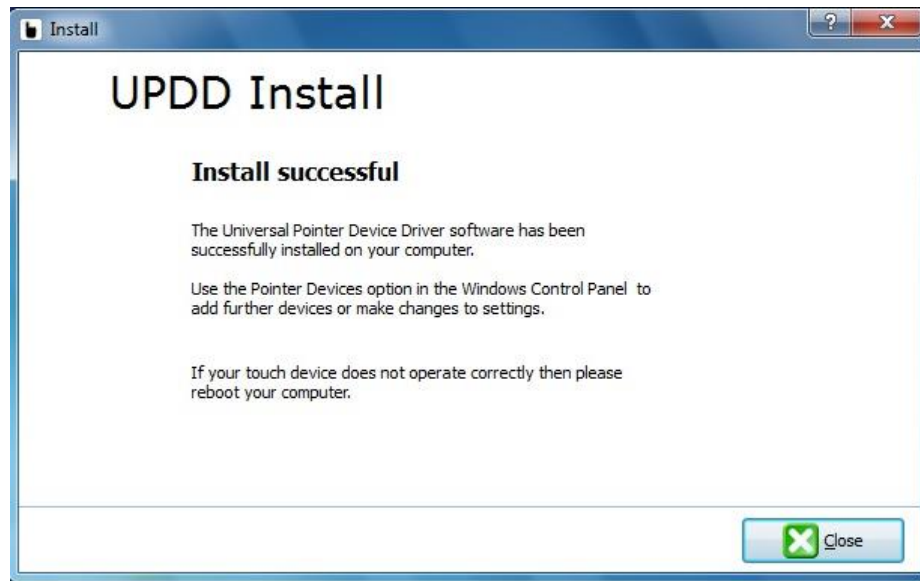 Install
UPDD Install
Install successful
The Universal Pointer Device Driver software has been
successfully installed on your computer.
Use the Pointer Devices option in the Windows Control Panel to
add further devices or make changes to settings.
If your touch device does not operate correctly then please
reboot your computer.
Close